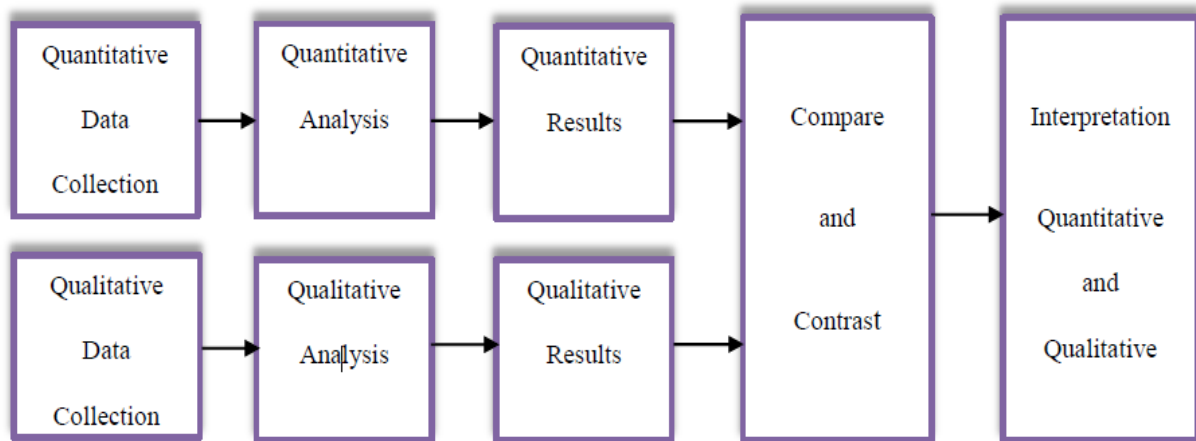 Quantitative
Data
Collection
Quantitative
Analysis
Quantitative
Results
Qualitative
Data
Collection
Qualitative
Analysis
Qualitative
Results
Compare
and
Contrast
Interpretation
Quantitative
and
Qualitative